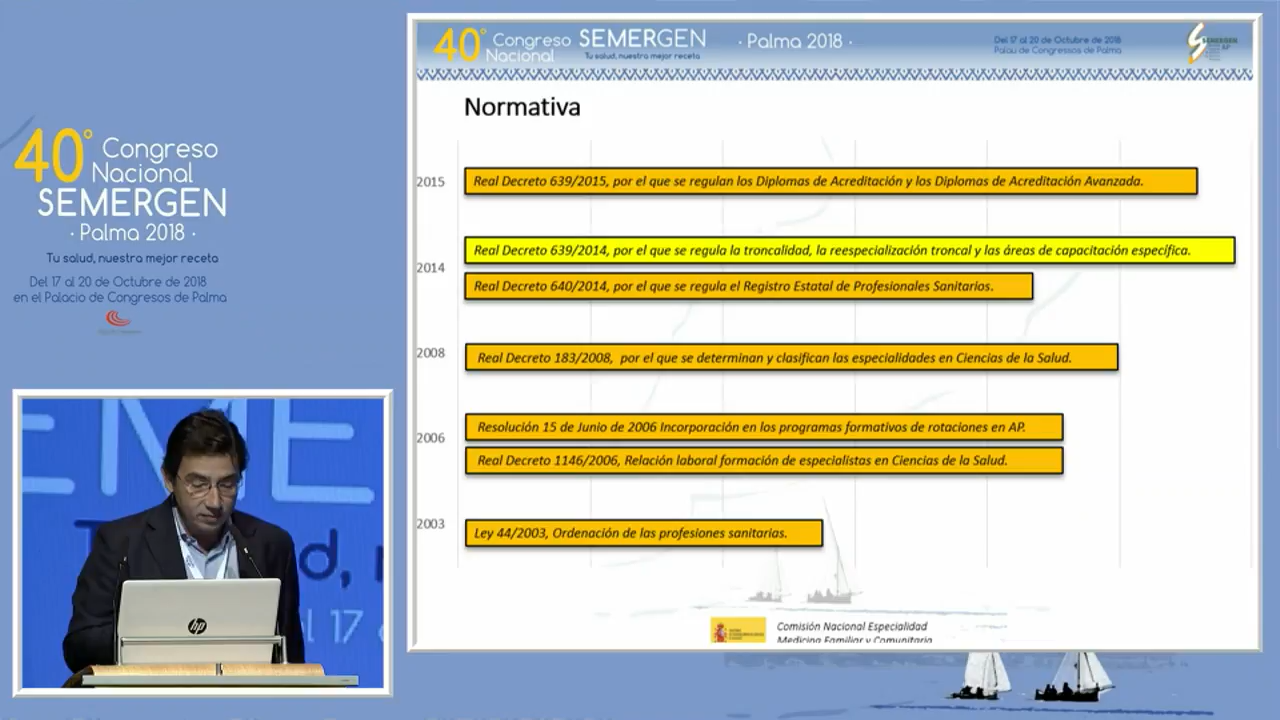 40° Congreso Nacional SEMERGEN · Palma 2018 ·
Tu salud, nuestra mejor receta
Del 17 al 20 de Octubre de 2018
Palau de Congressos de Palma
SEMERGEN
AP
Normativa
2015
Real Decreto 639/2015, por el que se regulan los Diplomas de Acreditación y los Diplomas de Acreditación Avanzada.
2014
Real Decreto 639/2014, por el que se regula la troncalidad, la reespecialización troncal y las áreas de capacitación especifica.
Real Decreto 640/2014, por el que se regula el Registro Estatal de Profesionales Sanitarios.
2008
Real Decreto 183/2008, por el que se determinan y clasifican las especialidades en Ciencias de la Salud.
2006
Resolución 15 de Junio de 2006 Incorporación en los programas formativos de rotaciones en AP.
Real Decreto 1146/2006, Relación laboral formación de especialistas en Ciencias de la Salud.
2003
Ley 44/2003, Ordenación de las profesiones sanitarias.
Comisión Nacional Especialidad
Medicina Familiar y Comunitaria
40° Congreso
Nacional
SEMERGEN
· Palma 2018 ·
Tu salud, nuestra mejor receta
Del 17 al 20 de Octubre de 2018
en el Palacio de Congresos de Palma
EME
T
d,
l 17
hp